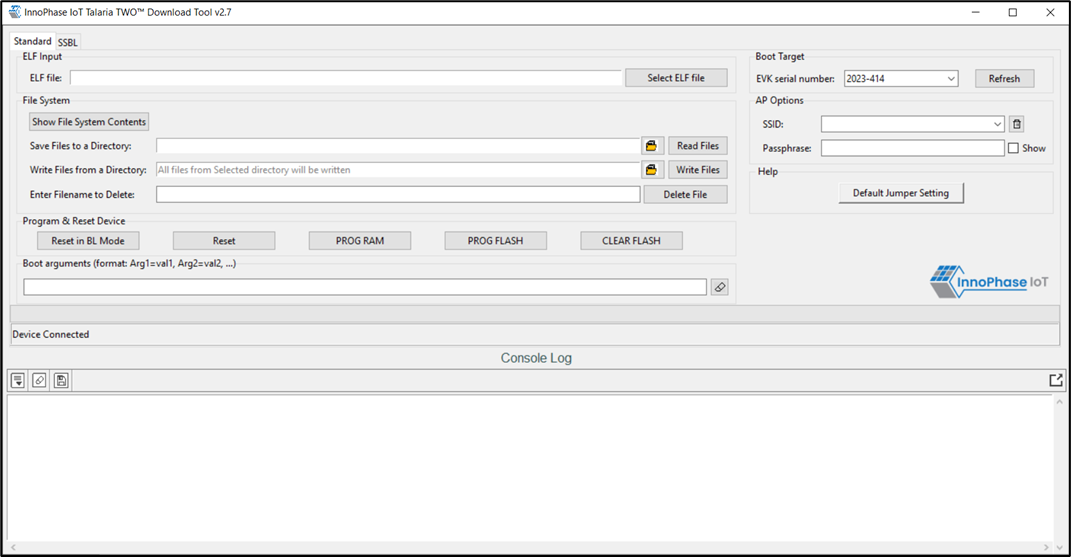 InnoPhase IoT Talaria TWO™ Download Tool v2.7
Standard SSBL
ELF Input
ELF file: Select ELF file
File System
Show File System Contents
Save Files to a Directory: Read Files
Write Files from a Directory: All files from Selected directory will be written Write Files
Enter Filename to Delete: Delete File
Program & Reset Device
Reset in BL Mode Reset PROG RAM PROG FLASH CLEAR FLASH
Boot arguments (format: Arg1=val1, Arg2=val2, ...)
Boot Target
EVK serial number: 2023-414 Refresh
AP Options
SSID:
Passphrase: Show
Help
Default Jumper Setting
InnoPhase IoT
Device Connected
Console Log